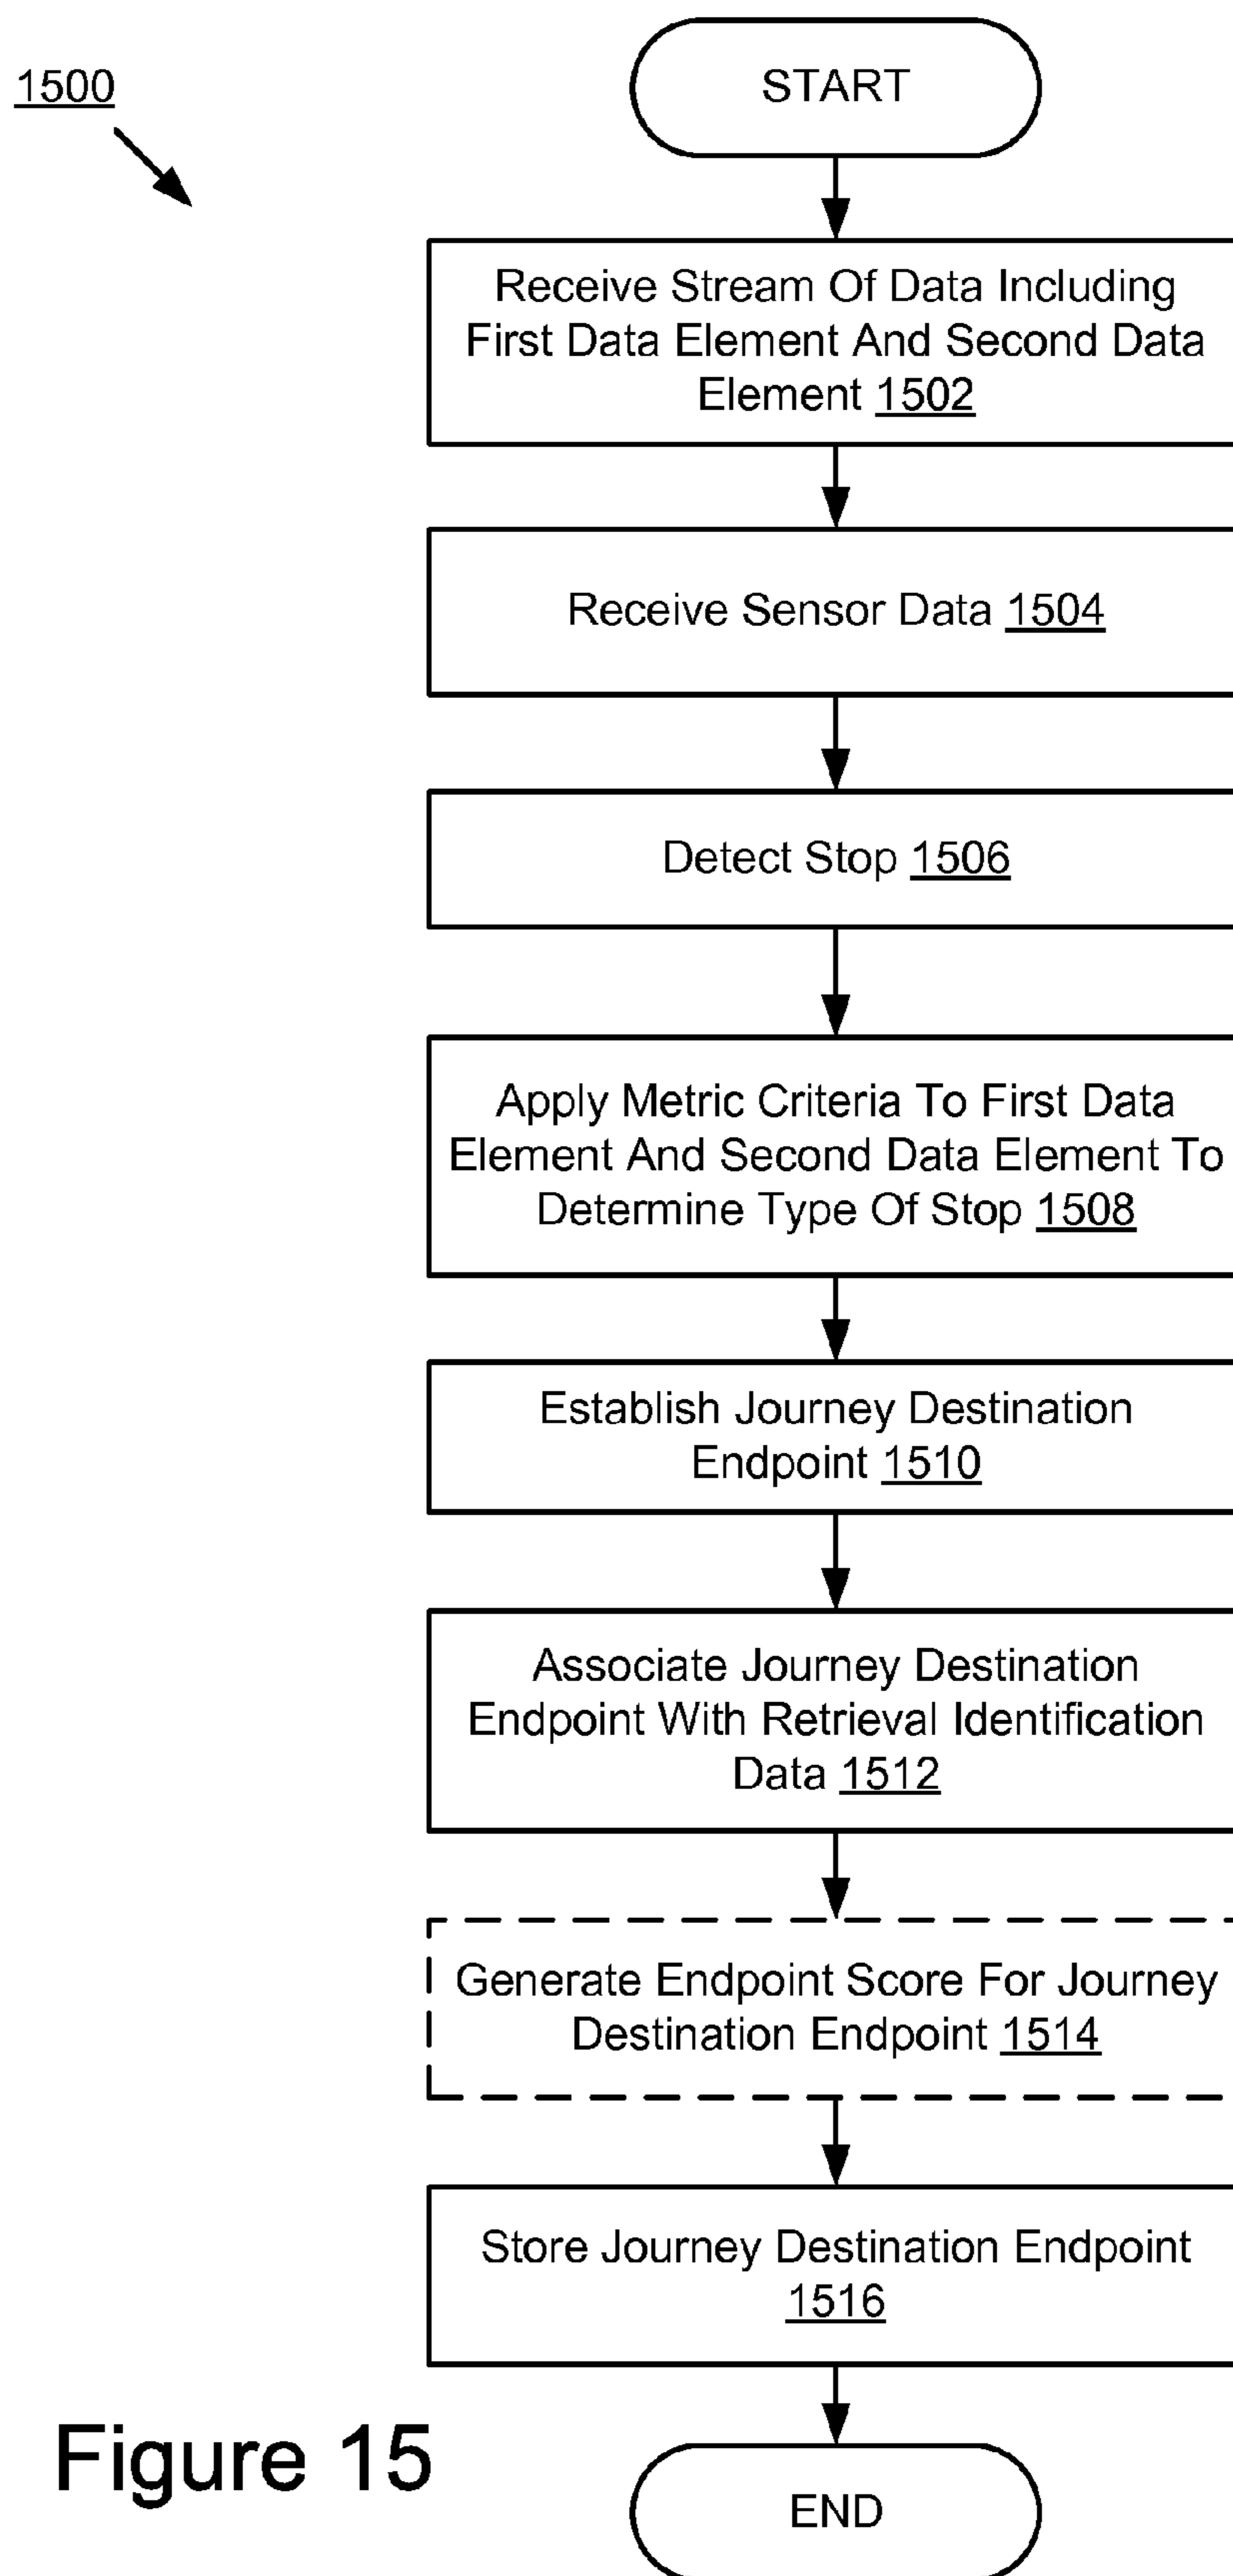 1500
START
Receive Stream Of Data Including
First Data Element And Second Data
Element 1502
Receive Sensor Data 1504
Detect Stop 1506
Apply Metric Criteria To First Data
Element And Second Data Element To
Determine Type Of Stop 1508
Establish Journey Destination
Endpoint 1510
Associate Journey Destination
Endpoint With Retrieval Identification
Data 1512
Generate Endpoint Score For Journey
Destination Endpoint 1514
Store Journey Destination Endpoint
1516
END
Figure 15